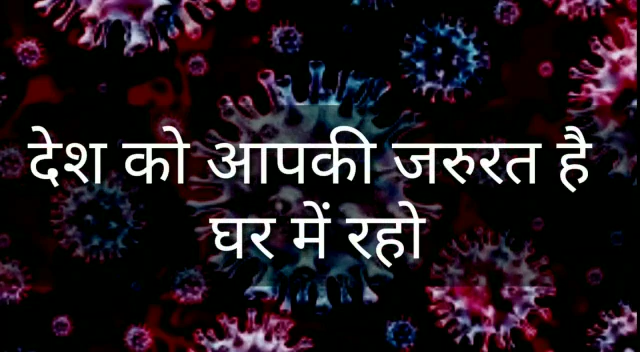 देश को आपकी जरुरत है
घर में रहो